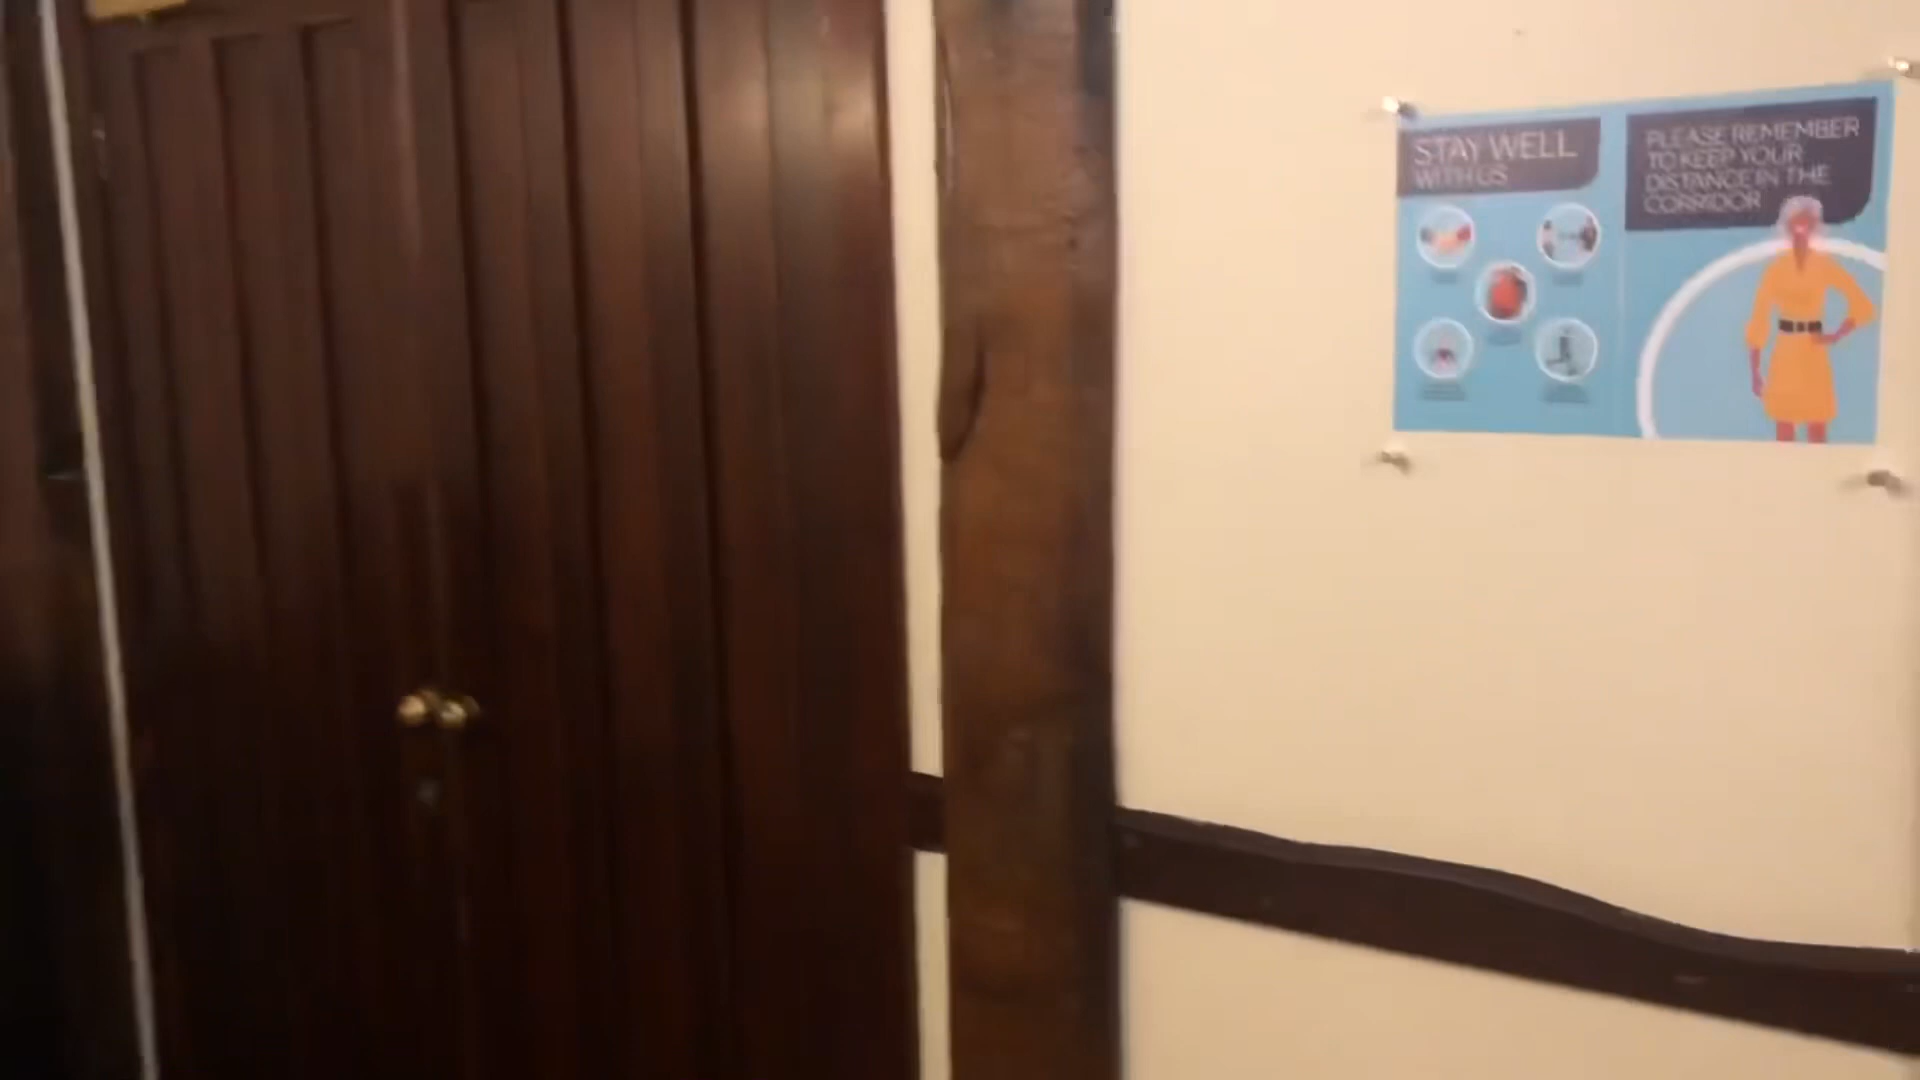 STAY WELL
WITH US
PLEASE REMEMBER
TO KEEP YOUR
DISTANCE IN THE
CORRIDOR